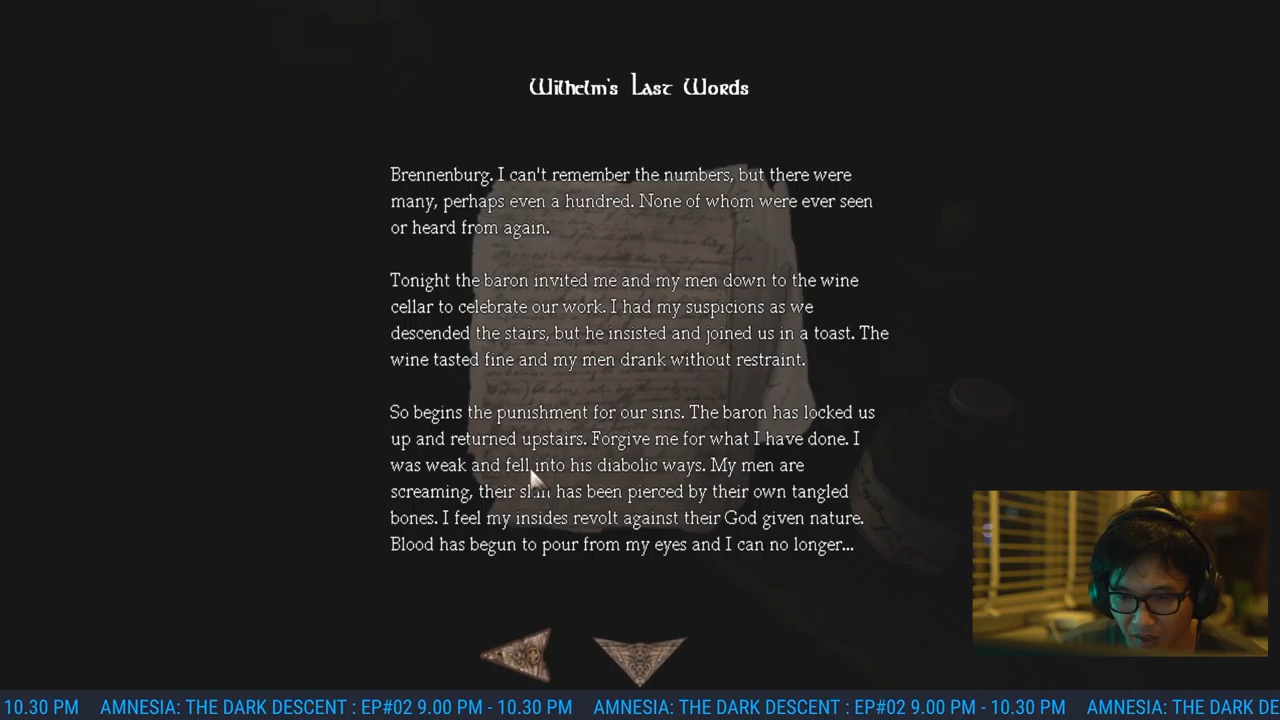 Wilhelm's Last Words
Brennenburg. I can't remember the numbers, but there were
many, perhaps even a hundred. None of whom were ever seen
or heard from again.
Tonight the baron invited me and my men down to the wine
cellar to celebrate our work. I had my suspicions as we
descended the stairs, but he insisted and joined us in a toast. The
wine tasted fine and my men drank without restraint.
So begins the punishment for our sins. The baron has locked us
up and returned upstairs. Forgive me for what I have done. I
was weak and fell into his diabolic ways. My men are
screaming, their skin has been pierced by their own tangled
bones. I feel my insides revolt against their God given nature.
Blood has begun to pour from my eyes and I can no longer...
10.30 PM AMNESIA: THE DARK DESCENT : EP#02 9.00 PM - 10.30 PM AMNESIA: THE DARK DESCENT : EP#02 9.00 PM - 10.30 PM AMNESIA: THE DARK DE